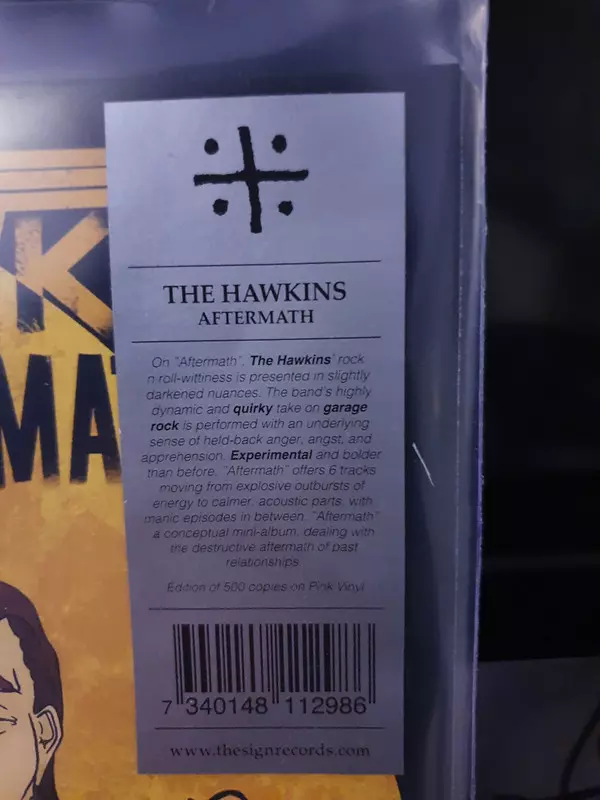 K
MA
THE HAWKINS
AFTERMATH
On "Aftermath", The Hawkins' rock
n roll-wittiness is presented in slightly
darkened nuances. The band's highly
dynamic and quirky take on garage
rock is performed with an underlying
sense of held-back anger, angst, and
apprehension. Experimental and bolder
than before, "Aftermath" offers 6 tracks
moving from explosive outbursts of
energy to calmer, acoustic parts, with
manic episodes in between. "Aftermath"
a conceptual mini-album, dealing with
the destructive aftermath of past
relationships
Edition of 500 copies on Pink Vinyl
7 340148 112986
www.thesignrecords.com